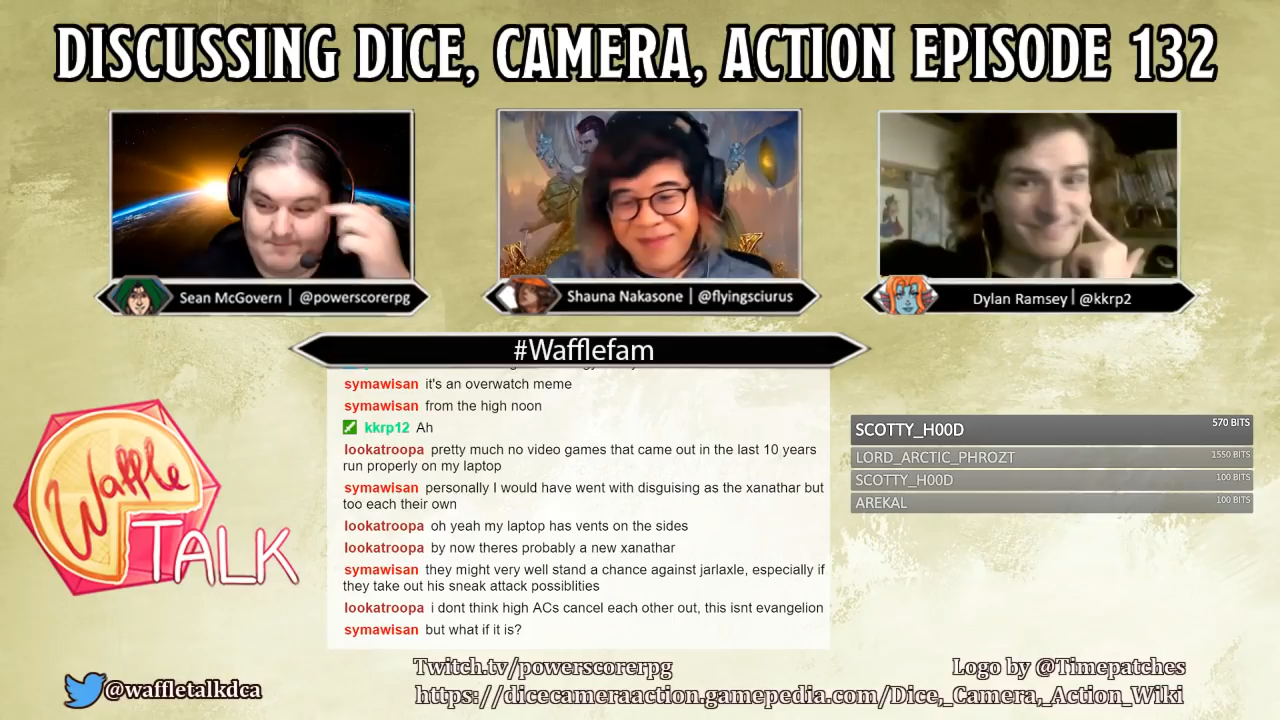 DISCUSSING DICE, CAMERA, ACTION EPISODE 132
Sean McGovern | @powerscorerpg
Shauna Nakasone | @flyingsciurus
Dylan Ramsey | @kkrp2
#Wafflefam
symawisan it's an overwatch meme
symawisan from the high noon
kkrp12 Ah
lookatroopa pretty much no video games that came out in the last 10 years
run properly on my laptop
symawisan personally I would have went with disguising as the xanathar but
too each their own
lookatroopa oh yeah my laptop has vents on the sides
lookatroopa by now theres probably a new xanathar
symawisan they might very well stand a chance against jarlaxle, especially if
they take out his sneak attack possiblities
lookatroopa i dont think high ACs cancel each other out, this isnt evangelion
symawisan but what if it is?
Waffle
TALK
SCOTTY_H00D 570 BITS
LORD_ARCTIC_PHROZT 1550 BITS
SCOTTY_H00D 100 BITS
AREKAL 100 BITS
@waffletalkdca
Twitch.tv/powerscorerpg
Logo by @Timepatches
https://dicecameraaction.gamepedia.com/Dice,_Camera,_Action_Wiki